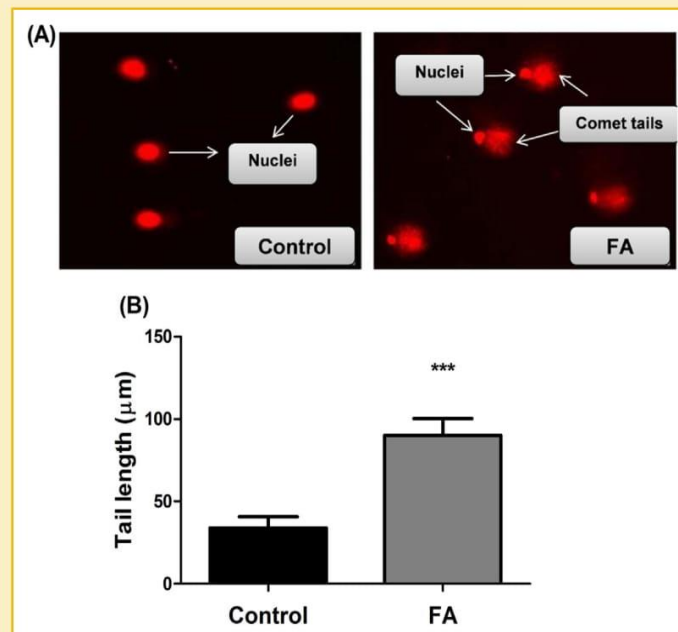 (A)
Nuclei
Control
Nuclei
Comet tails
FA
(B)
Tail length (μm)
150
100
50
0
***
Control
FA